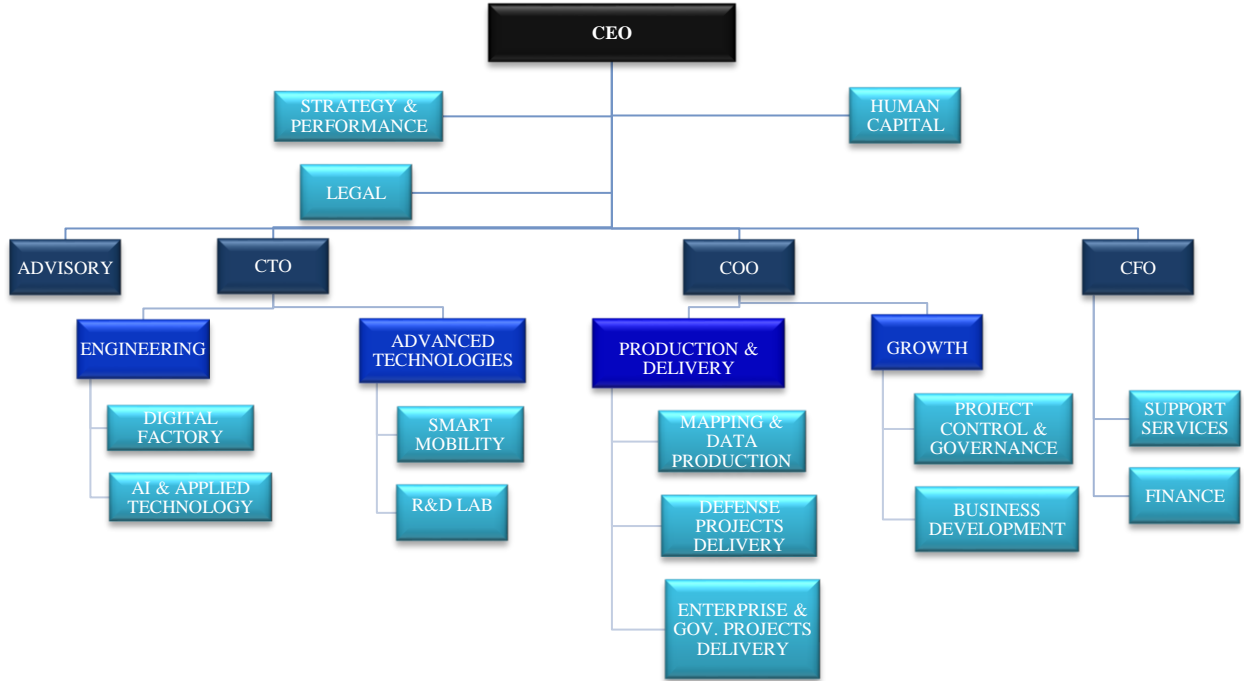 CEO
STRATEGY &
PERFORMANCE
HUMAN
CAPITAL
LEGAL
ADVISORY
CTO
COO
CFO
ENGINEERING
ADVANCED
TECHNOLOGIES
PRODUCTION &
DELIVERY
GROWTH
DIGITAL
FACTORY
AI & APPLIED
TECHNOLOGY
SMART
MOBILITY
R&D LAB
MAPPING &
DATA
PRODUCTION
DEFENSE
PROJECTS
DELIVERY
ENTERPRISE &
GOV. PROJECTS
DELIVERY
PROJECT
CONTROL &
GOVERNANCE
BUSINESS
DEVELOPMENT
SUPPORT
SERVICES
FINANCE